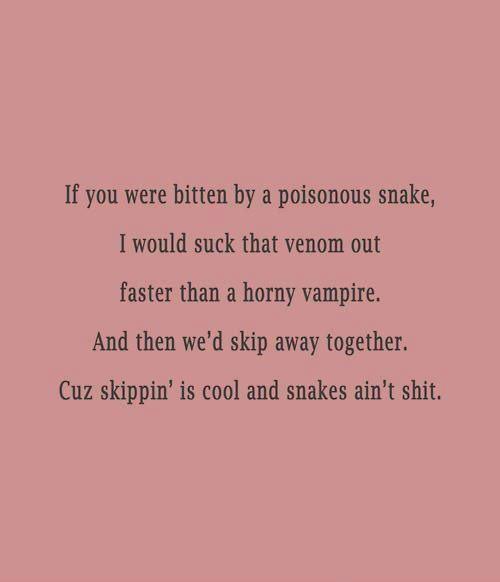 If you were bitten by a poisonous snake,
I would suck that venom out
faster than a horny vampire.
And then we’d skip away together.
Cuz skippin’ is cool and snakes ain’t shit.